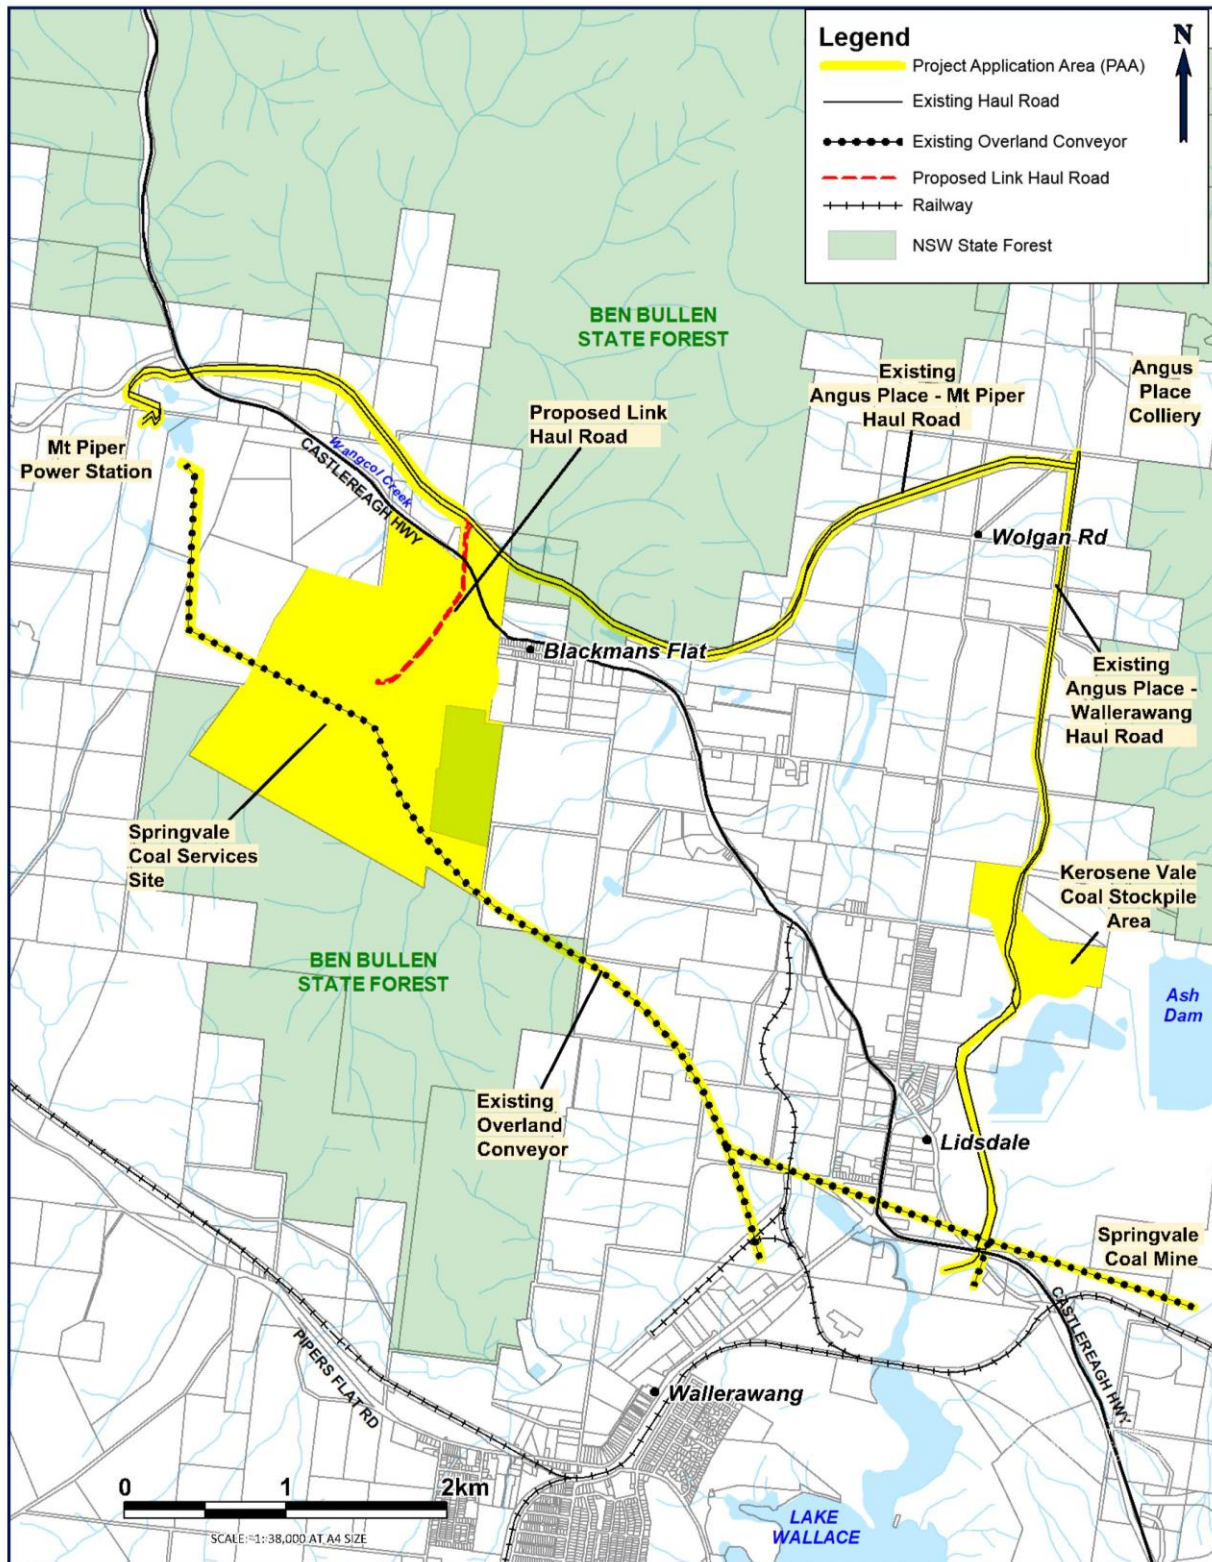 Legend
N
Project Application Area (PAA)
Existing Haul Road
Existing Overland Conveyor
Proposed Link Haul Road
Railway
NSW State Forest
BEN BULLEN
STATE FOREST
Existing
Angus Place - Mt Piper
Haul Road
Angus
Place
Colliery
Proposed Link
Haul Road
Mt Piper
Power Station
Wangcol Creek
CASTLEREAGH HWY
Wolgan Rd
Blackmans Flat
Existing
Angus Place -
Wallerawang
Haul Road
Springvale
Coal Services
Site
Kerosene Vale
Coal Stockpile
Area
BEN BULLEN
STATE FOREST
Ash
Dam
Existing
Overland
Conveyor
Lidsdale
Springvale
Coal Mine
CASTLEREAGH HWY
PIPERS FLAT RD
Wallerawang
0 1 2km
SCALE:-1:38,000 AT A4 SIZE
LAKE
WALLACE